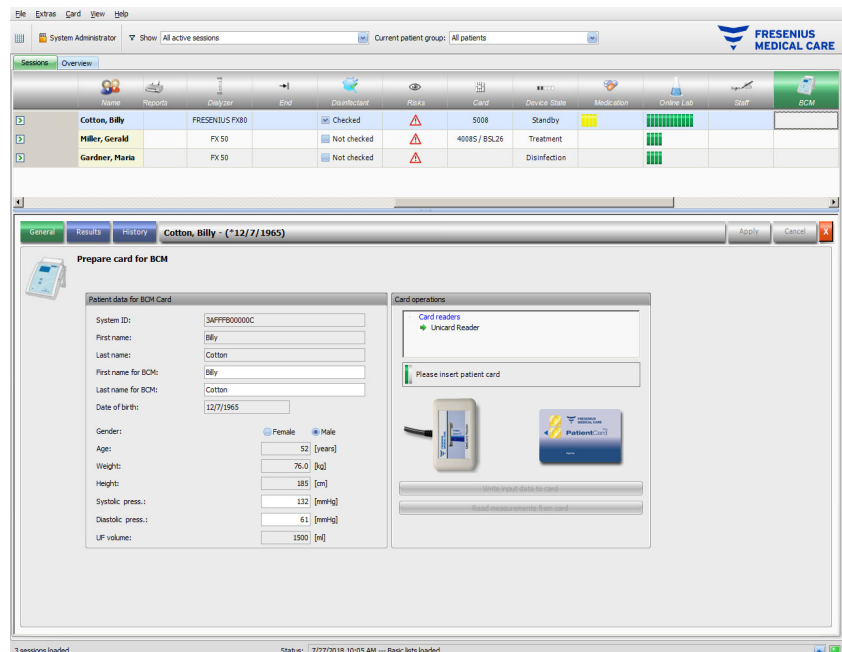 File Extras Card View Help
System Administrator Show All active sessions Current patient group: All patients
FRESENIUS
MEDICAL CARE
Sessions Overview
Name Reports Dialyzer End Disinfectant Risks Card Device State Medication Online Lab Staff BCM
Cotton, Billy FRESENIUS FX80 Checked 5008 Standby
Miller, Gerald FX 50 Not checked 4008S / BSL26 Treatment
Gardner, Maria FX 50 Not checked Disinfection
General Results History Cotton, Billy - (*12/7/1965) Apply Cancel X
Prepare card for BCM
Patient data for BCM Card
System ID: 3AFFFB00000C
First name: Billy
Last name: Cotton
First name for BCM: Billy
Last name for BCM: Cotton
Date of birth: 12/7/1965
Gender: Female Male
Age: 52 [years]
Weight: 76.0 [kg]
Height: 185 [cm]
Systolic press.: 132 [mmHg]
Diastolic press.: 61 [mmHg]
UF volume: 1500 [ml]
Card operations
Card readers
Unicard Reader
Please insert patient card
FRESENIUS
MEDICAL CARE
PatientCard
Write input data to card
Read measurements from card
3 sessions loaded Status: 7/27/2018 10:05 AM --- Basic lists loaded